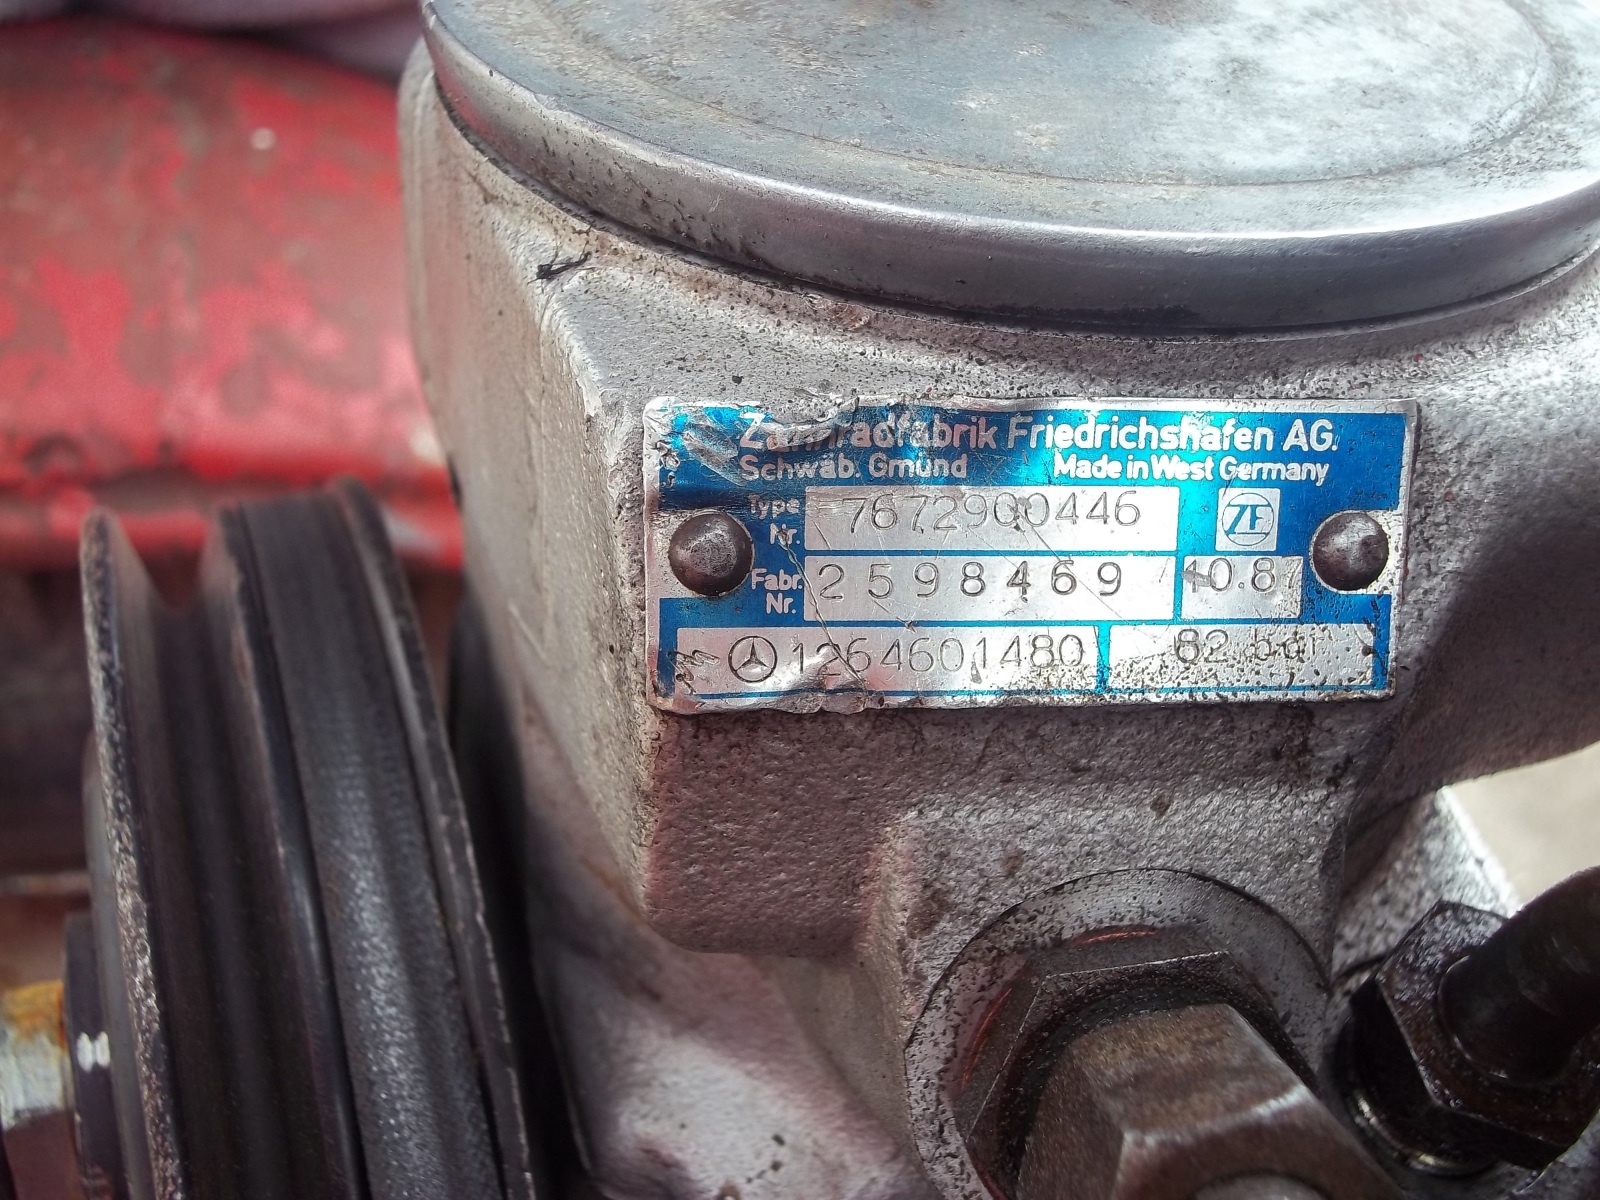 Zahnradfabrik Friedrichshafen AG.
Schwäb. Gmünd Made in West Germany
Type Nr. 7672900446 ZF
Fabr. Nr. 2598469 10.87
1264601480 82 bar